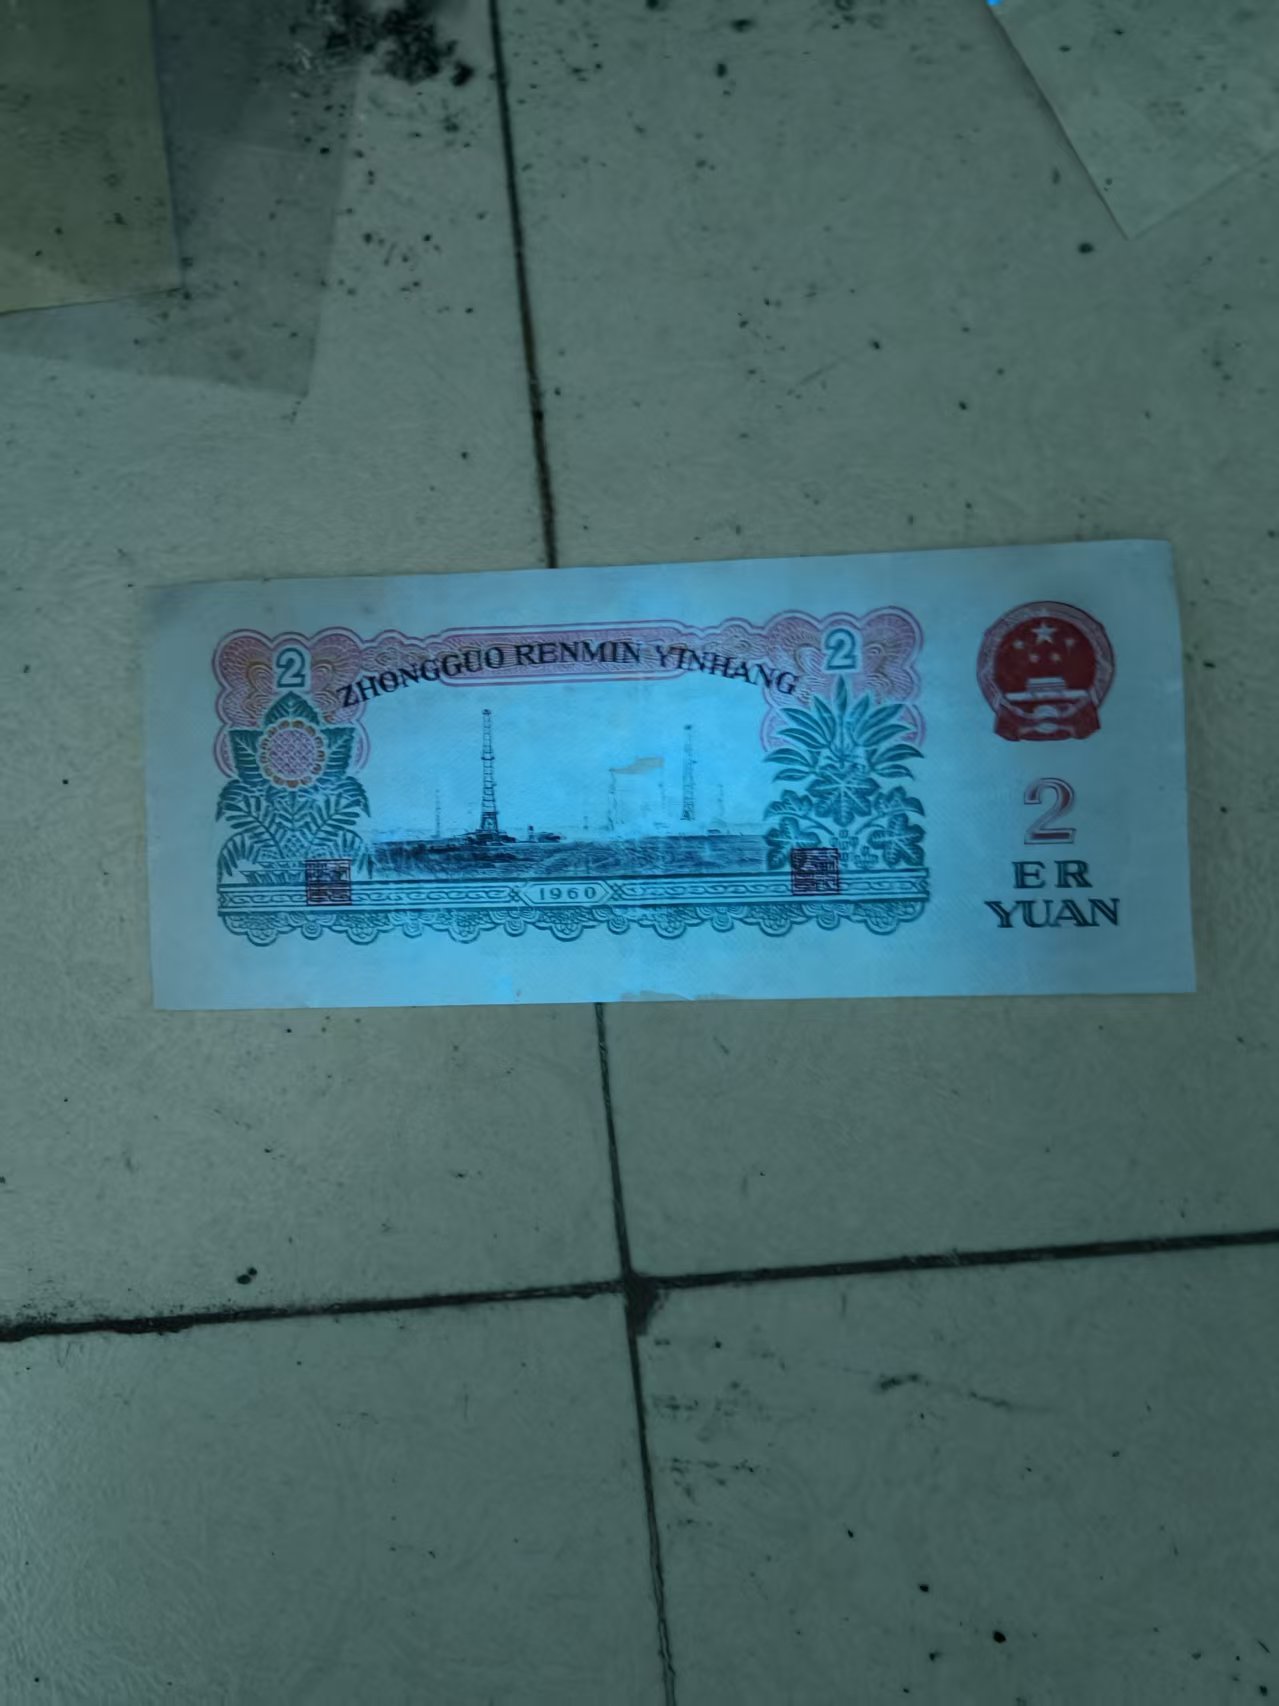 2
ZHONGGUO RENMIN YINHANG
2
1960
2
ER
YUAN